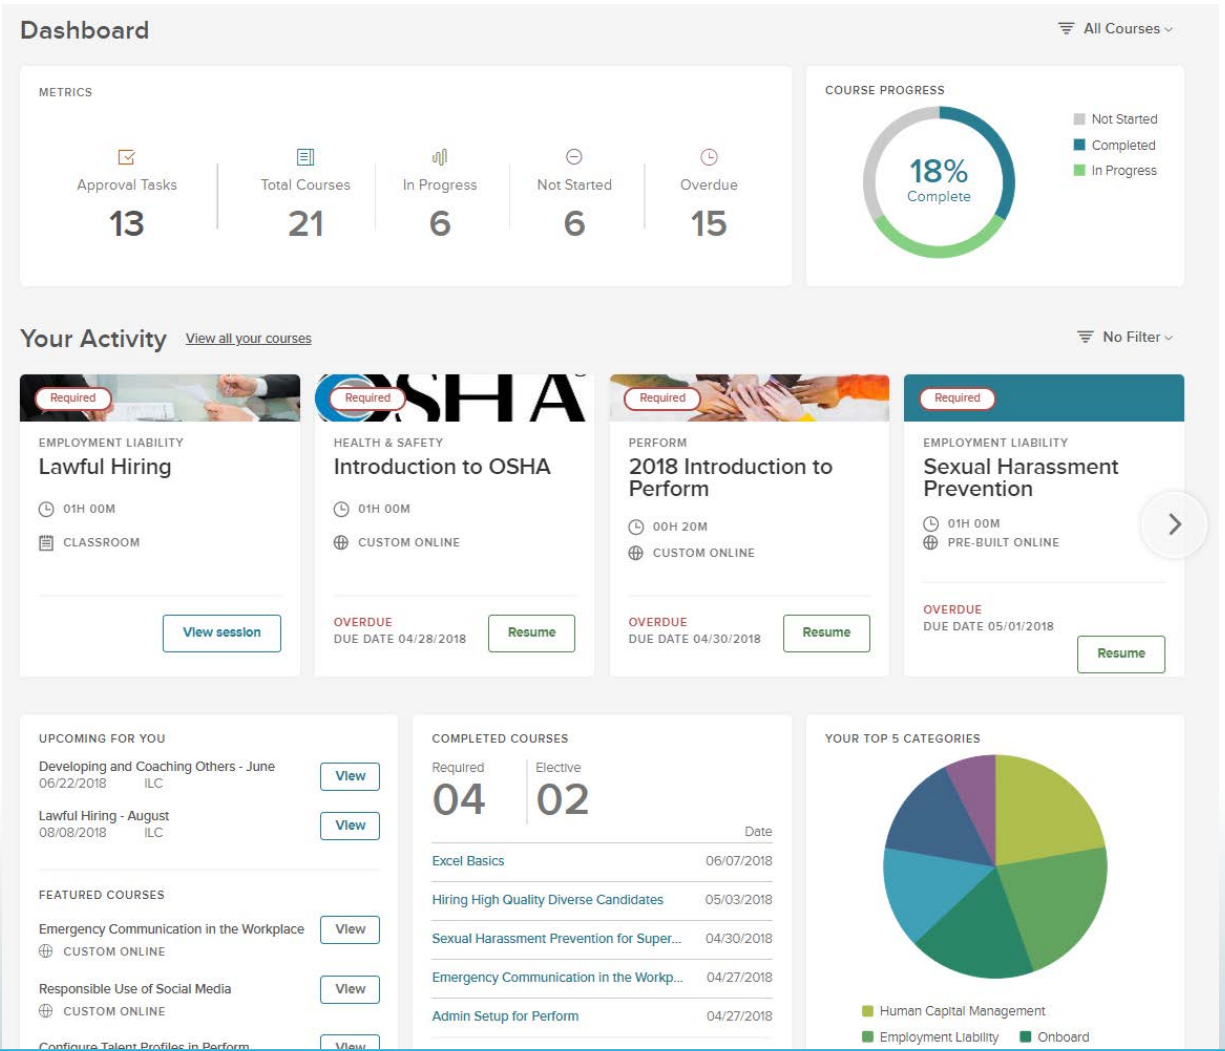 Dashboard
All Courses
METRICS
Approval Tasks
13
Total Courses
21
In Progress
6
Not Started
6
Overdue
15
COURSE PROGRESS
18%
Complete
Not Started
Completed
In Progress
Your Activity
View all your courses
No Filter
Required
EMPLOYMENT LIABILITY
Lawful Hiring
01H 00M
CLASSROOM
View session
OSHA
Required
HEALTH & SAFETY
Introduction to OSHA
01H 00M
CUSTOM ONLINE
OVERDUE
DUE DATE 04/28/2018
Resume
Required
PERFORM
2018 Introduction to
Perform
00H 20M
CUSTOM ONLINE
OVERDUE
DUE DATE 04/30/2018
Resume
Required
EMPLOYMENT LIABILITY
Sexual Harassment
Prevention
01H 00M
PRE-BUILT ONLINE
OVERDUE
DUE DATE 05/01/2018
Resume
UPCOMING FOR YOU
Developing and Coaching Others - June
06/22/2018 ILC
View
Lawful Hiring - August
08/08/2018 ILC
View
FEATURED COURSES
Emergency Communication in the Workplace
CUSTOM ONLINE
View
Responsible Use of Social Media
CUSTOM ONLINE
View
Configure Talent Profiles in Perform
View
COMPLETED COURSES
Required
04
Elective
02
Date
Excel Basics 06/07/2018
Hiring High Quality Diverse Candidates 05/03/2018
Sexual Harassment Prevention for Super... 04/30/2018
Emergency Communication in the Workp... 04/27/2018
Admin Setup for Perform 04/27/2018
YOUR TOP 5 CATEGORIES
Human Capital Management
Employment Liability Onboard